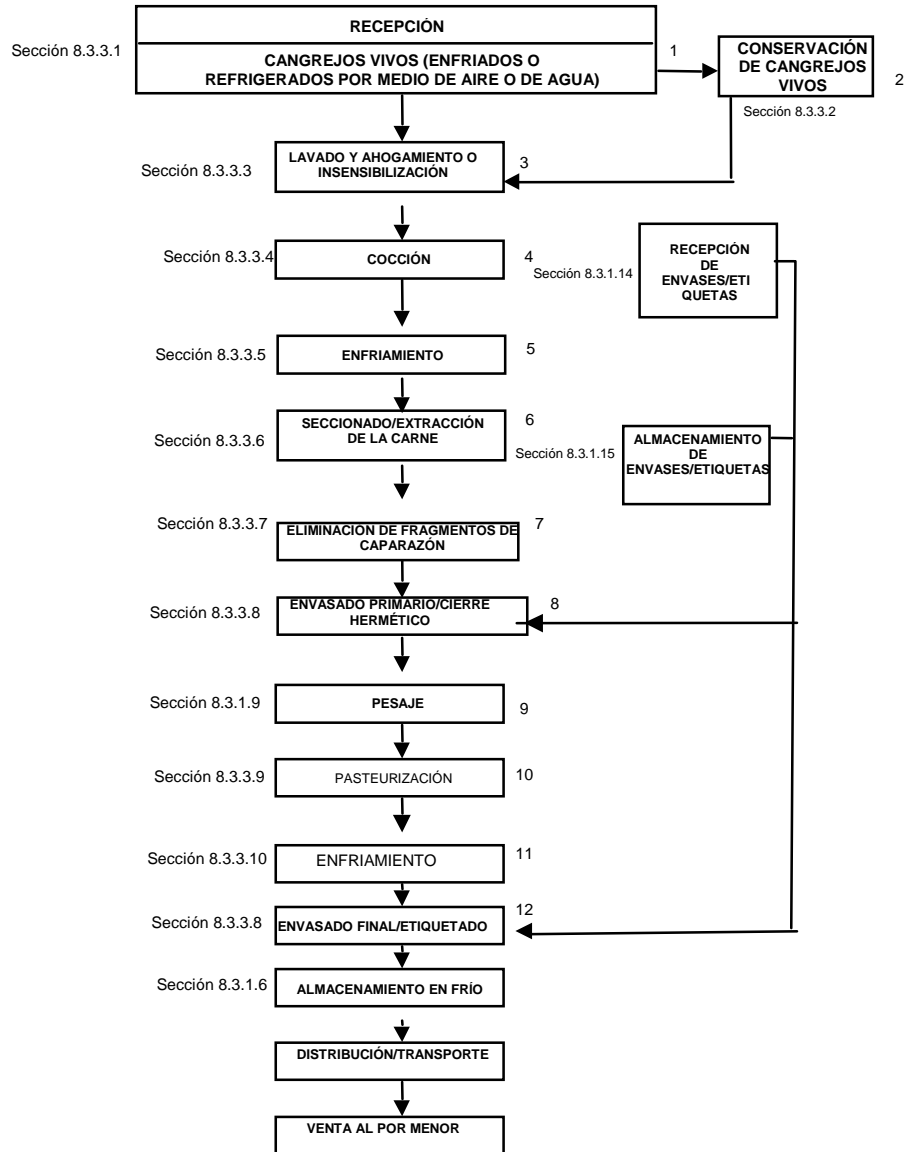 RECEPCIÓN
Sección 8.3.3.1
CANGREJOS VIVOS (ENFRIADOS O
REFRIGERADOS POR MEDIO DE AIRE O DE AGUA)
1
CONSERVACIÓN
DE CANGREJOS
VIVOS
2
Sección 8.3.3.2
Sección 8.3.3.3
LAVADO Y AHOGAMIENTO O
INSENSIBILIZACIÓN
3
Sección 8.3.3.4
COCCIÓN
4
Sección 8.3.1.14
RECEPCIÓN
DE
ENVASES/ETI
QUETAS
Sección 8.3.3.5
ENFRIAMIENTO
5
Sección 8.3.3.6
SECCIONADO/EXTRACCIÓN
DE LA CARNE
6
Sección 8.3.1.15
ALMACENAMIENTO
DE
ENVASES/ETIQUETAS
Sección 8.3.3.7
ELIMINACION DE FRAGMENTOS DE
CAPARAZÓN
7
Sección 8.3.3.8
ENVASADO PRIMARIO/CIERRE
HERMÉTICO
8
Sección 8.3.1.9
PESAJE
9
Sección 8.3.3.9
PASTEURIZACIÓN
10
Sección 8.3.3.10
ENFRIAMIENTO
11
Sección 8.3.3.8
ENVASADO FINAL/ETIQUETADO
12
Sección 8.3.1.6
ALMACENAMIENTO EN FRÍO
DISTRIBUCIÓN/TRANSPORTE
VENTA AL POR MENOR